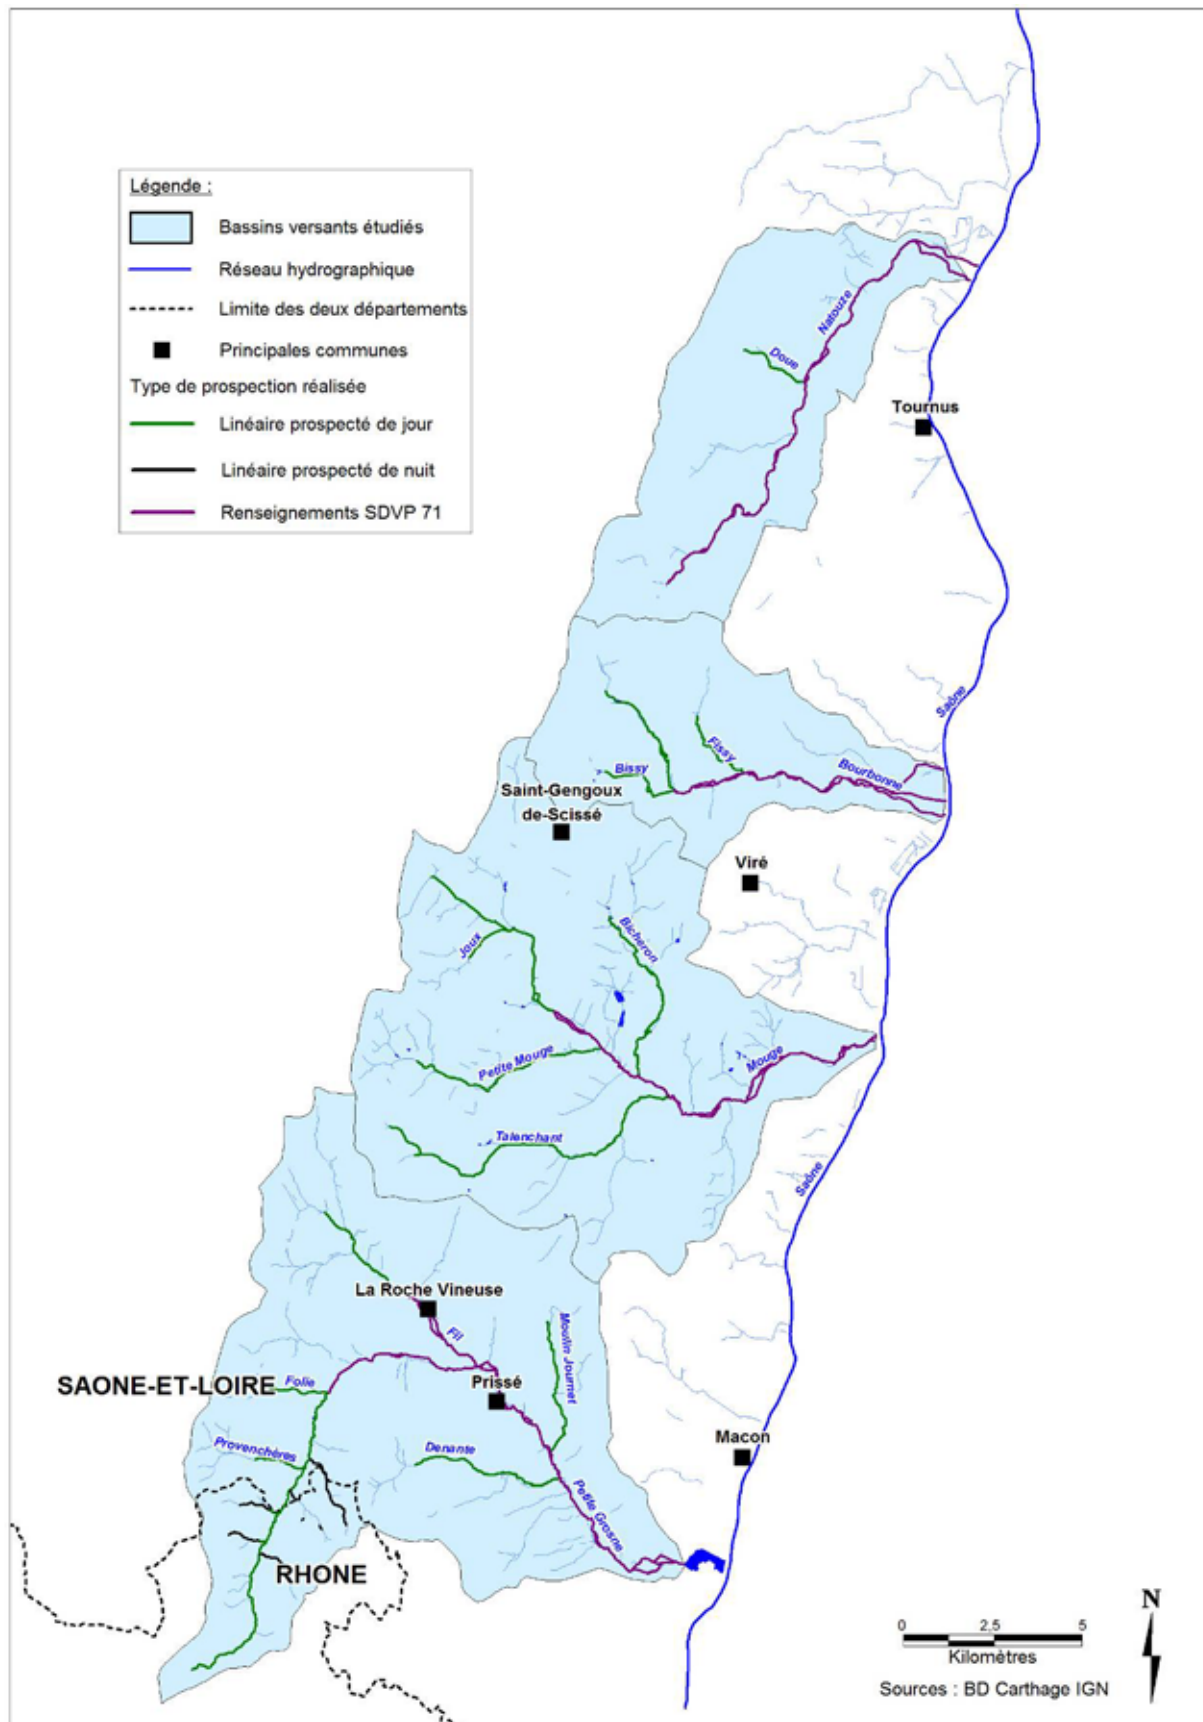 Légende :
Bassins versants étudiés
Réseau hydrographique
Limite des deux départements
Principales communes
Type de prospection réalisée
Linéaire prospecté de jour
Linéaire prospecté de nuit
Renseignements SDVP 71
Natouze
Doue
Tournus
Saône
Fissy
Bissy
Bourbonne
Saint-Gengoux
de-Scissé
Viré
Bicheron
Joux
Petite Mouge
Mouge
Talenchant
Saône
La Roche Vineuse
Fil
Moulin Journet
SAONE-ET-LOIRE
Folie
Prissé
Provenchères
Denante
Macon
Petite Grosne
RHONE
N
0 2,5 5
Kilomètres
Sources : BD Carthage IGN